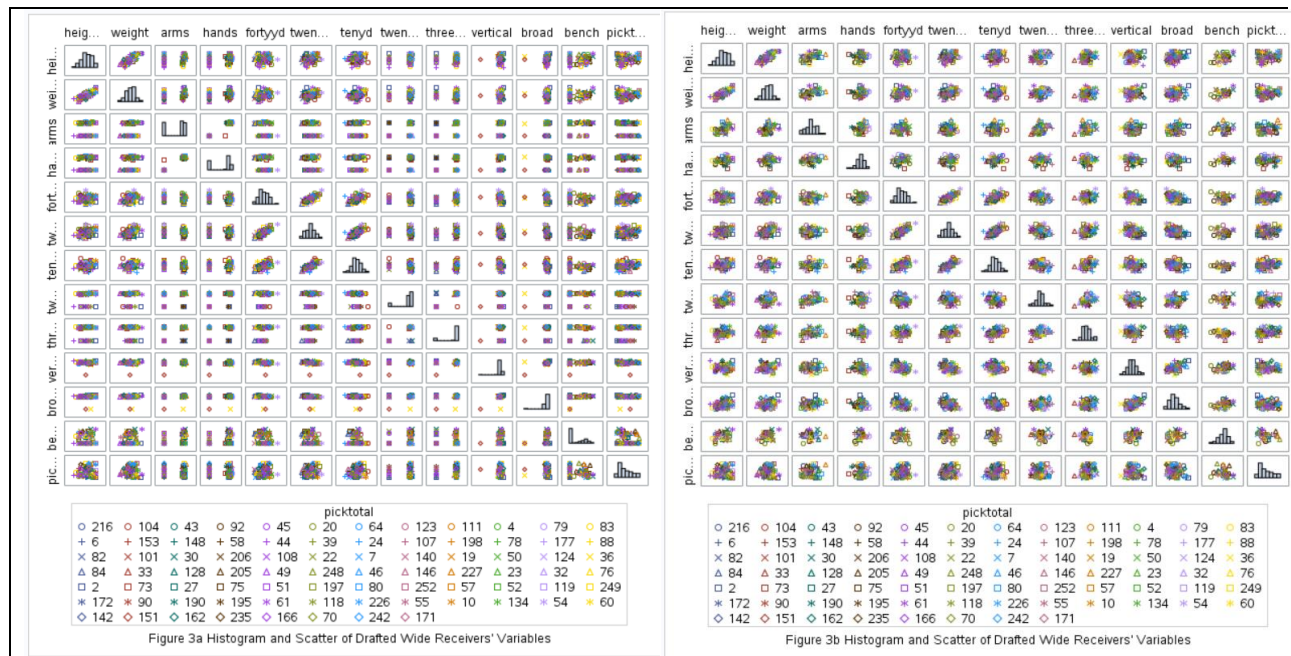 heig... weight arms hands fortyyd twen... tenyd twen... three... vertical broad bench pickt...
hei...
wei...
arms
ha...
fort...
tw...
ten...
tw...
thr...
ver...
bro...
be...
pic...
picktotal
216 104 43 92 45 20 64 123 111 4 79 83
6 153 148 58 44 39 24 107 198 78 177 88
82 101 30 206 108 22 7 140 19 50 124 36
84 33 128 205 49 248 46 146 227 23 32 76
2 73 27 75 51 197 80 252 57 52 119 249
172 90 190 195 61 118 226 55 10 134 54 60
142 151 162 235 166 70 242 171
Figure 3a Histogram and Scatter of Drafted Wide Receivers' Variables
heig... weight arms hands fortyyd twen... tenyd twen... three... vertical broad bench pickt...
hei...
wei...
arms
ha...
fort...
tw...
ten...
tw...
thr...
ver...
bro...
be...
pic...
picktotal
216 104 43 92 45 20 64 123 111 4 79 83
6 153 148 58 44 39 24 107 198 78 177 88
82 101 30 206 108 22 7 140 19 50 124 36
84 33 128 205 49 248 46 146 227 23 32 76
2 73 27 75 51 197 80 252 57 52 119 249
172 90 190 195 61 118 226 55 10 134 54 60
142 151 162 235 166 70 242 171
Figure 3b Histogram and Scatter of Drafted Wide Receivers' Variables